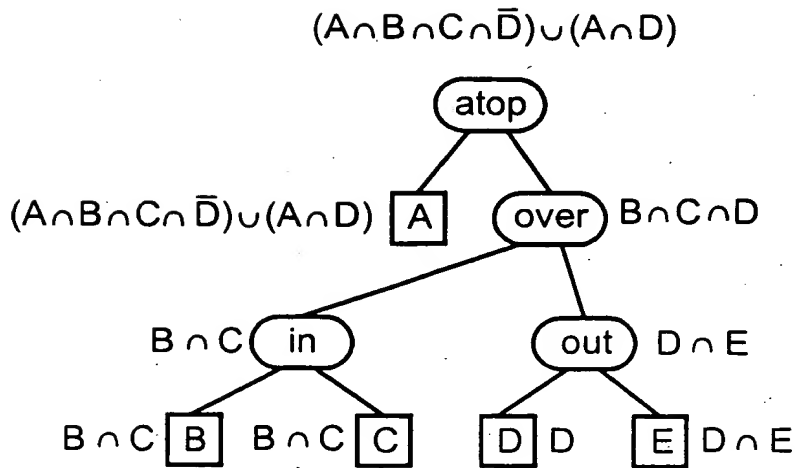 (A∩B∩C∩D̅)∪(A∩D)
atop
(A∩B∩C∩D̅)∪(A∩D) A over B∩C∩D
B∩C in out D∩E
B∩C B B∩C C D D E D∩E